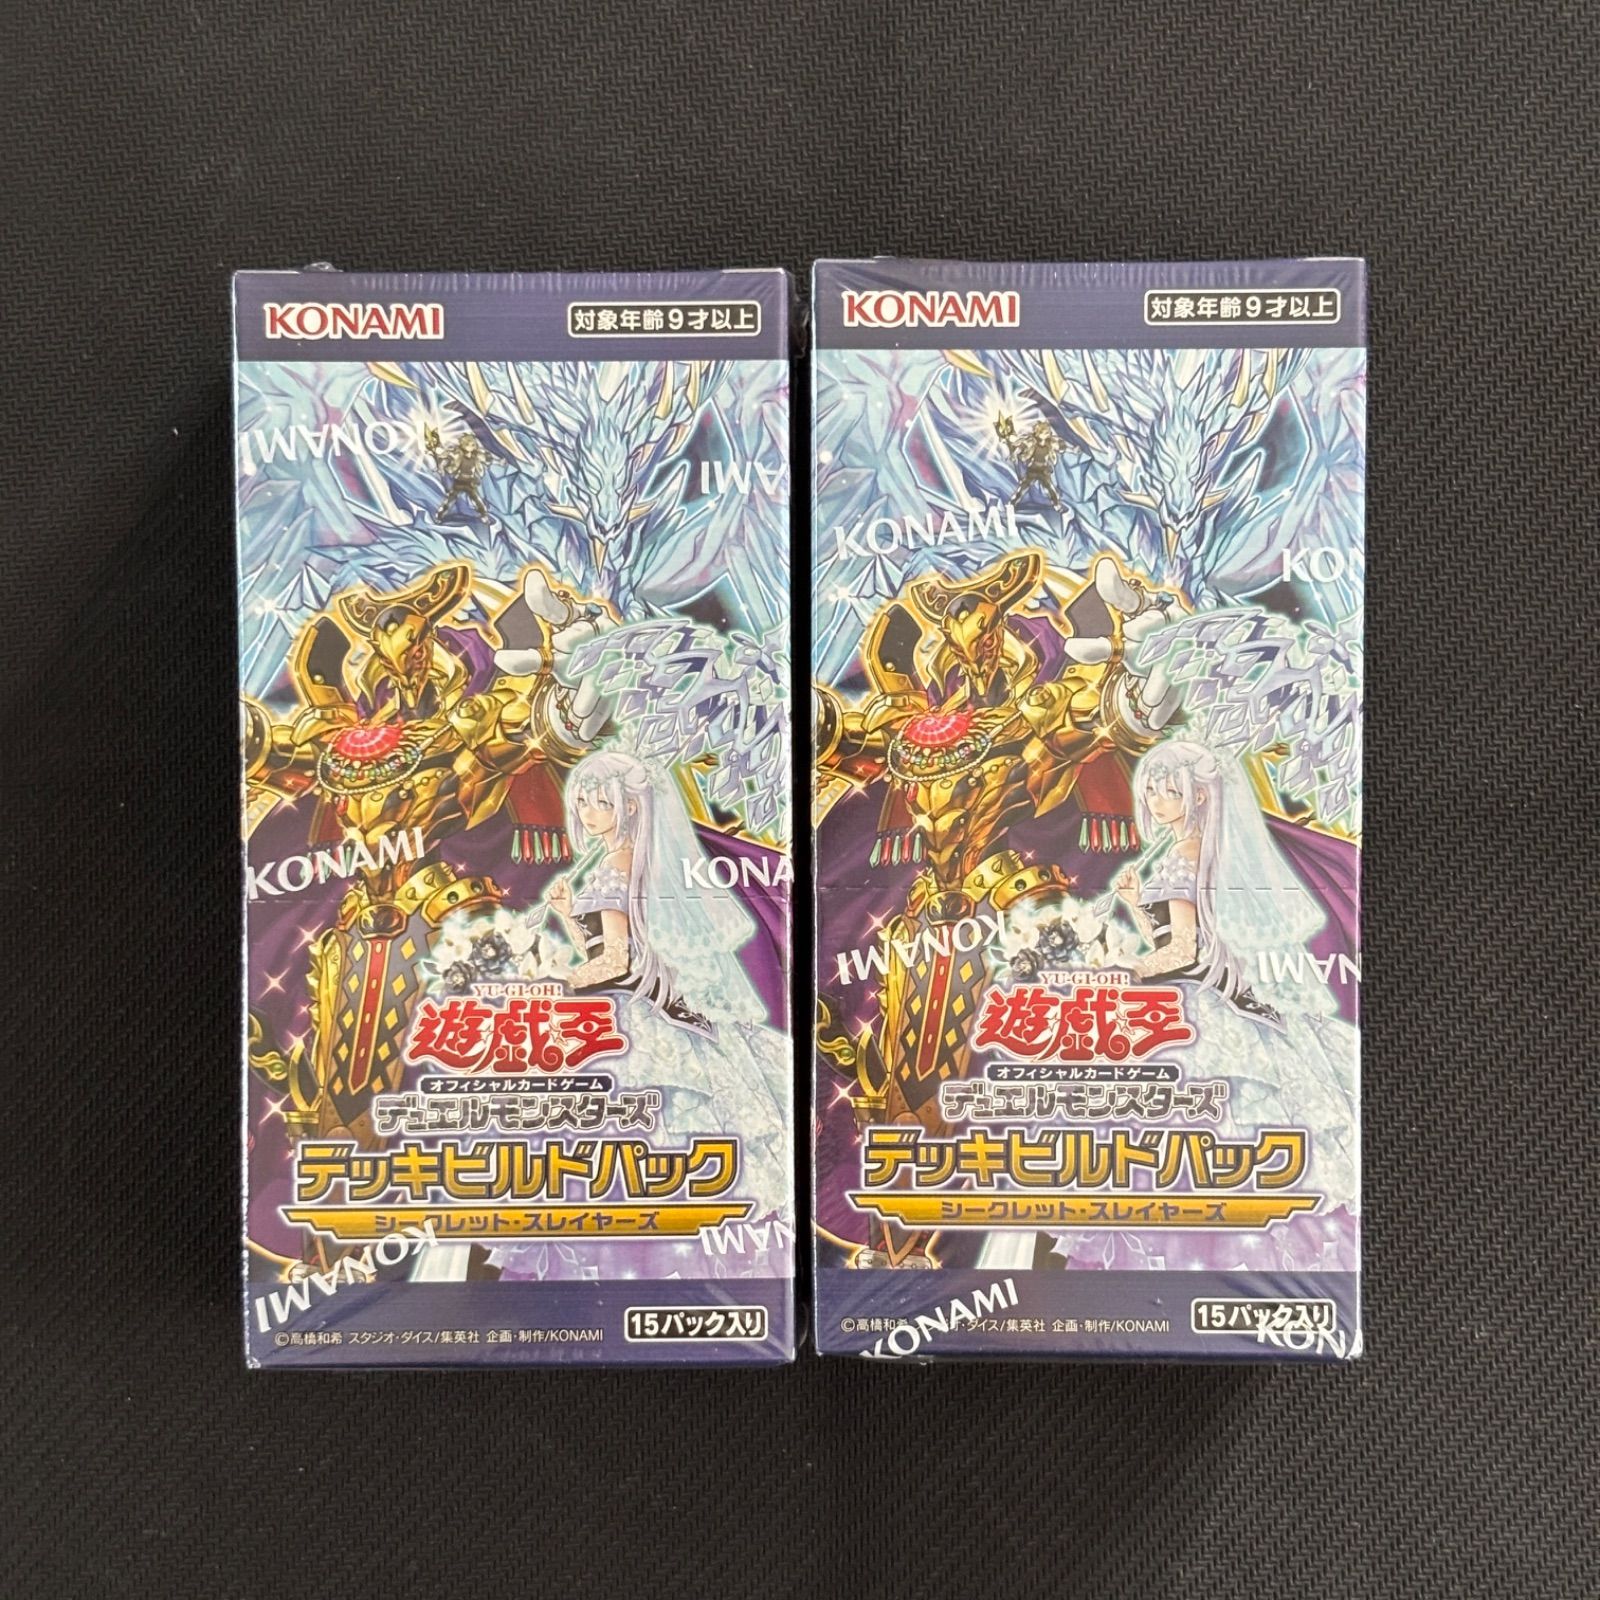 KONAMI
対象年齢9才以上
KONAMI
KONAMI
YU-GI-OH!
遊戯王
オフィシャルカードゲーム
デュエルモンスターズ
デッキビルドパック
シークレット・スレイヤーズ
KONAMI
©高橋和希 スタジオ・ダイス/集英社 企画・制作/KONAMI
15パック入り
KONAMI
対象年齢9才以上
KONAMI
KONAMI
YU-GI-OH!
遊戯王
オフィシャルカードゲーム
デュエルモンスターズ
デッキビルドパック
シークレット・スレイヤーズ
KONAMI
ダイス/集英社 企画・制作/KONAMI
15パック入り